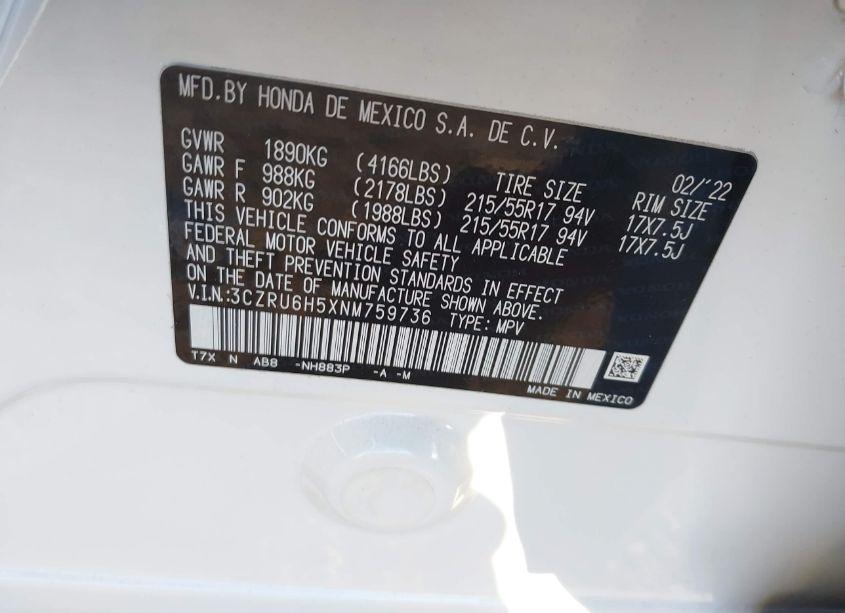 MFD.BY HONDA DE MEXICO S.A. DE C.V.
02/'22
GVWR 1890KG (4166LBS) TIRE SIZE RIM SIZE
GAWR F 988KG (2178LBS) 215/55R17 94V 17X7.5J
GAWR R 902KG (1988LBS) 215/55R17 94V 17X7.5J
THIS VEHICLE CONFORMS TO ALL APPLICABLE
FEDERAL MOTOR VEHICLE SAFETY
AND THEFT PREVENTION STANDARDS IN EFFECT
ON THE DATE OF MANUFACTURE SHOWN ABOVE.
V.I.N.:3CZRU6H5XNM759736 TYPE: MPV
T7X N AB8 -NH883P -A -M
MADE IN MEXICO